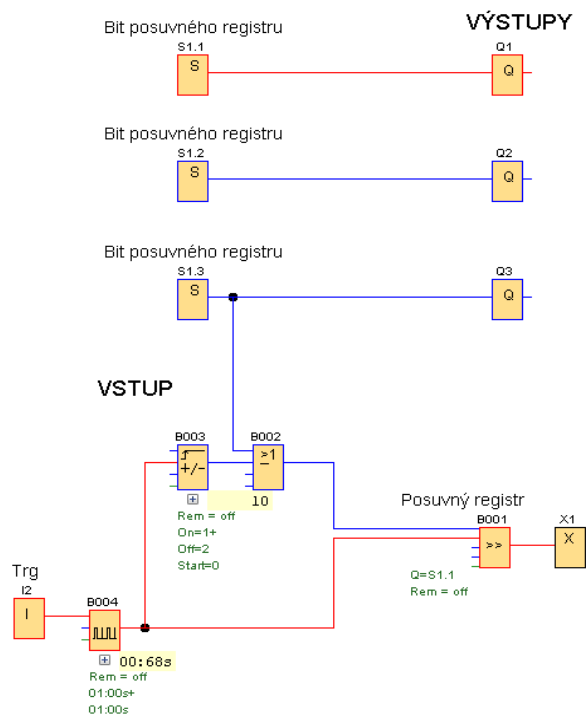 VÝSTUPY
Bit posuvného registru
S1.1
S
Q1
Q
Bit posuvného registru
S1.2
S
Q2
Q
Bit posuvného registru
S1.3
S
Q3
Q
VSTUP
B003
+/-
B002
>1
10
Rem = off
On=1+
Off=2
Start=0
Posuvný registr
B001
>>
X1
X
Q=S1.1
Rem = off
Trg
I2
I
B004
00:68s
Rem = off
01:00s+
01:00s